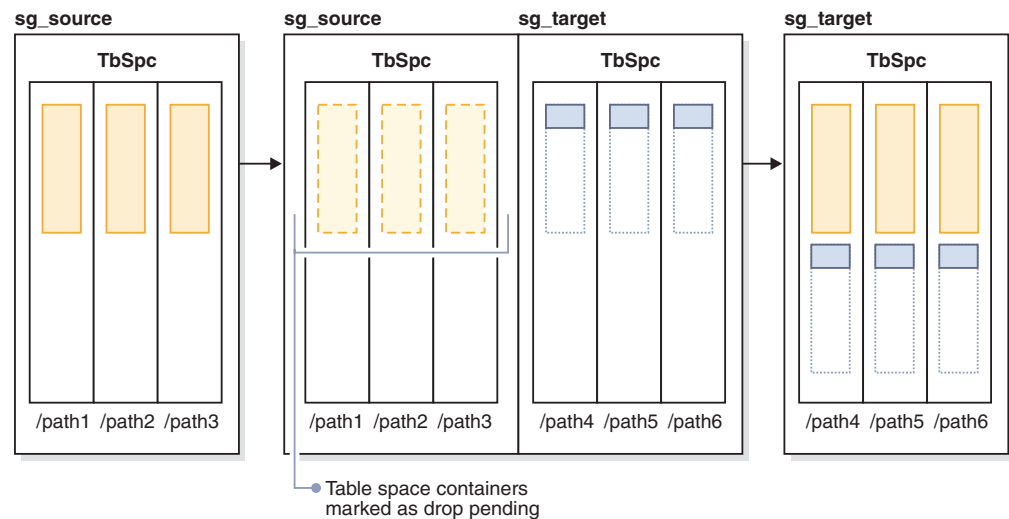 sg_source
sg_source
sg_target
sg_target
TbSpc
TbSpc
TbSpc
TbSpc
/path1 /path2 /path3
/path1 /path2 /path3
/path4 /path5 /path6
/path4 /path5 /path6
Table space containers
marked as drop pending